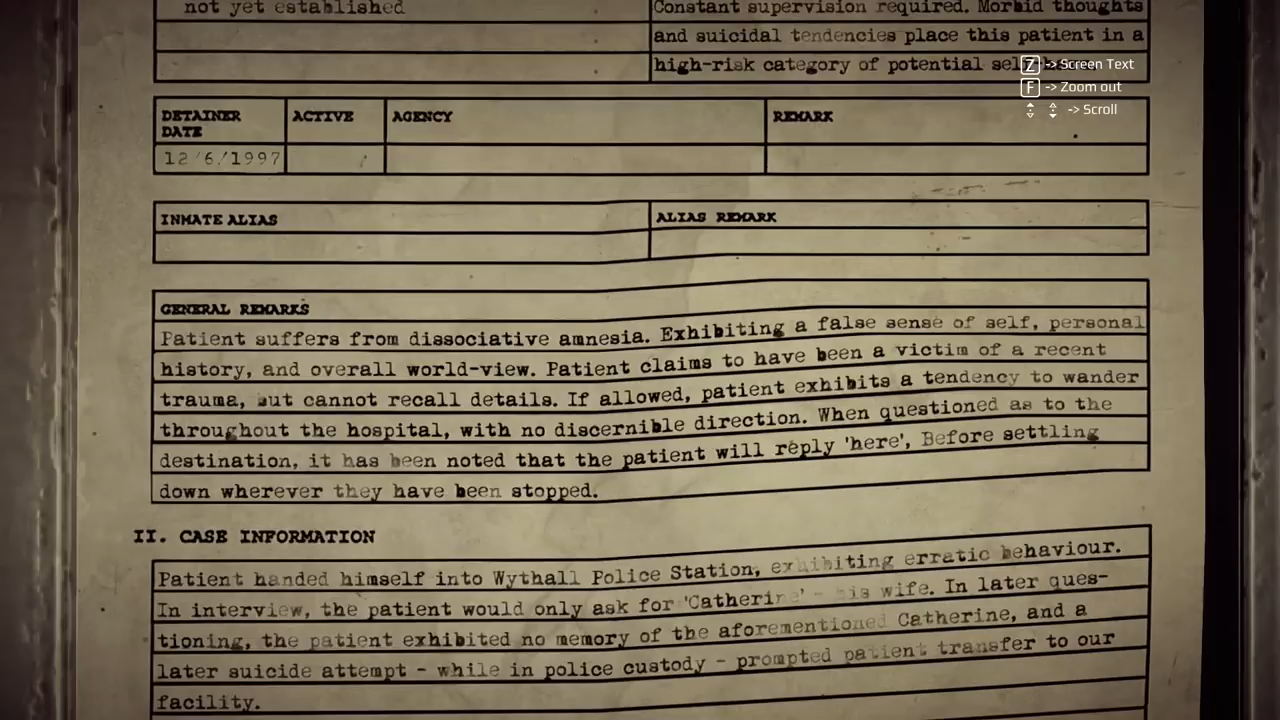 not yet established
Constant supervision required. Morbid thoughts
and suicidal tendencies place this patient in a
high-risk category of potential
Z -> Screen Text
F -> Zoom out
-> Scroll
DETAINER DATE
ACTIVE
AGENCY
REMARK
12/6/1997
INMATE ALIAS
ALIAS REMARK
GENERAL REMARKS
Patient suffers from dissociative amnesia. Exhibiting a false sense of self, personal
history, and overall world-view. Patient claims to have been a victim of a recent
trauma, but cannot recall details. If allowed, patient exhibits a tendency to wander
throughout the hospital, with no discernible direction. When questioned as to the
destination, it has been noted that the patient will reply 'here', Before settling
down wherever they have been stopped.
II. CASE INFORMATION
Patient handed himself into Wythall Police Station, exhibiting erratic behaviour.
In interview, the patient would only ask for 'Catherine' - his wife. In later ques-
tioning, the patient exhibited no memory of the aforementioned Catherine, and a
later suicide attempt - while in police custody - prompted patient transfer to our
facility.